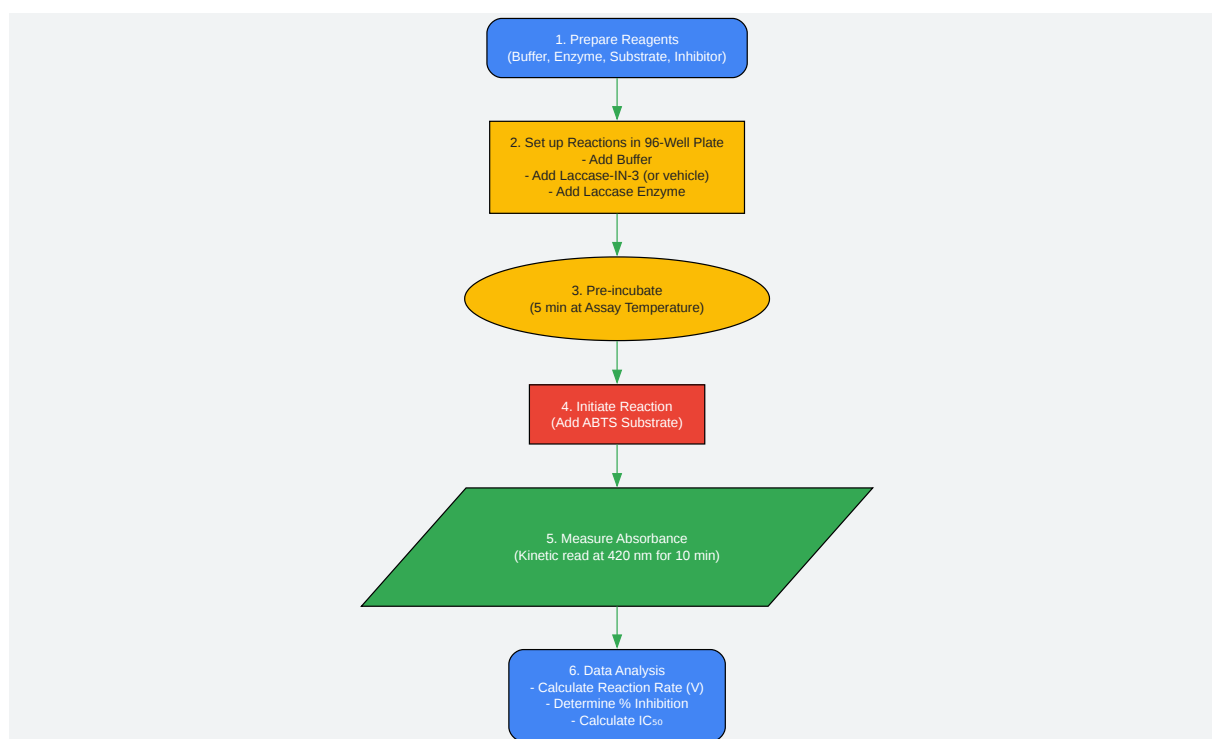 1. Prepare Reagents
(Buffer, Enzyme, Substrate, Inhibitor)
2. Set up Reactions in 96-Well Plate
- Add Buffer
- Add Laccase-IN-3 (or vehicle)
- Add Laccase Enzyme
3. Pre-incubate
(5 min at Assay Temperature)
4. Initiate Reaction
(Add ABTS Substrate)
5. Measure Absorbance
(Kinetic read at 420 nm for 10 min)
6. Data Analysis
- Calculate Reaction Rate (V)
- Determine % Inhibition
- Calculate IC₅₀